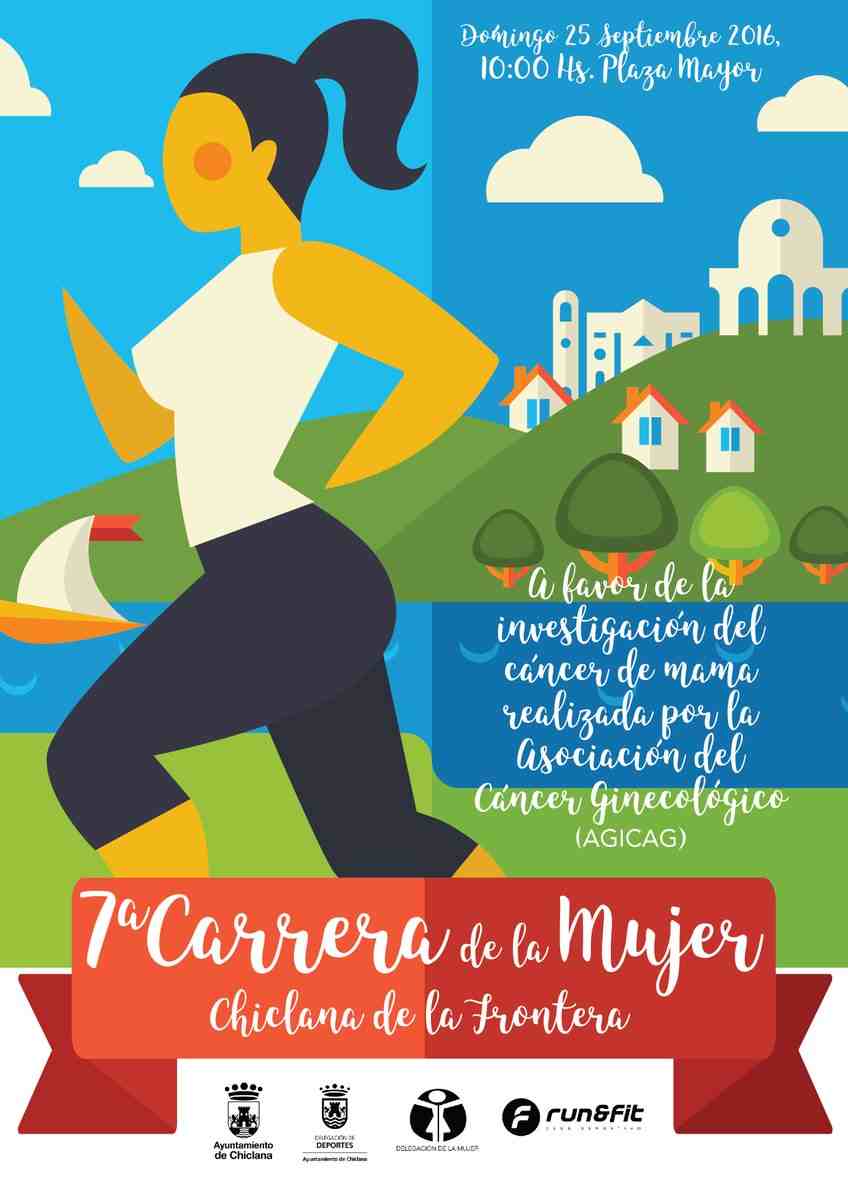 Domingo 25 Septiembre 2016,
10:00 Hs. Plaza Mayor
A favor de la
investigación del
cáncer de mama
realizada por la
Asociación del
Cáncer Ginecológico
(AGICAG)
7ª Carrera de la Mujer
Chiclana de la Frontera
Ayuntamiento
de Chiclana
DELEGACIÓN DE
DEPORTES
Ayuntamiento de Chiclana
DELEGACIÓN DE LA MUJER
run&fit
CLUB DEPORTIVO